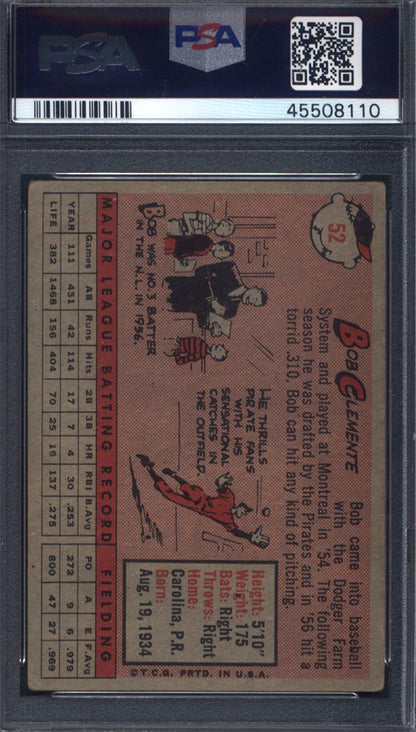 PSA
PSA
45508110
52
BOB CLEMENTE
Bob came into baseball
with the Dodger Farm
System and played at Montreal in '54. The following
season he was drafted by the Pirates and in '56 hit a
torrid .310. Bob can hit any kind of pitching.
BOB WAS NO. 3 BATTER
IN THE N.L. IN 1956.
HE THRILLS
PIRATE FANS
WITH HIS
SENSATIONAL
CATCHES IN
THE OUTFIELD.
Height: 5'10"
Weight: 175
Bats: Right
Throws: Right
Home:
Carolina, P.R.
Born:
Aug. 19, 1934
MAJOR LEAGUE BATTING RECORD FIELDING
Games AB Runs Hits 2B 3B HR RBI B.Avg PO A E F.Avg
YEAR 111 451 42 114 17 7 4 30 .253 272 9 6 .979
LIFE 382 1468 156 404 70 25 16 137 .275 800 47 27 .969
© T.C.G. PRTD. IN U.S.A.